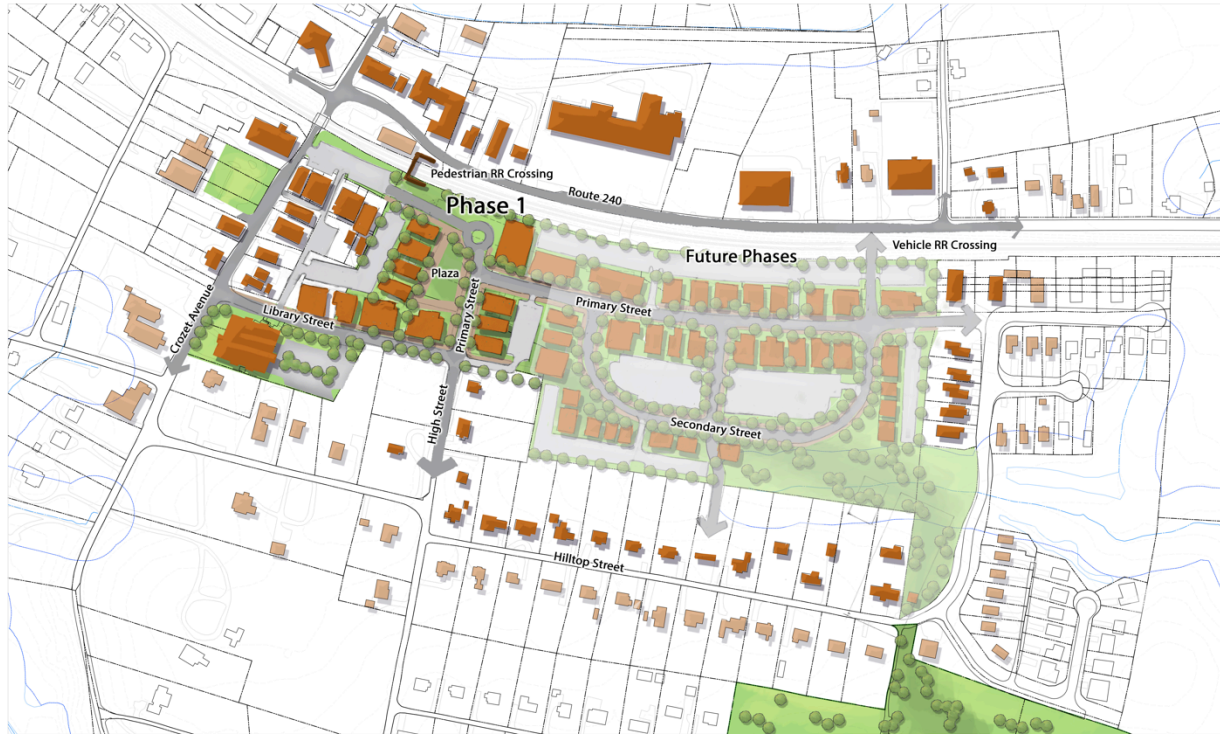 Pedestrian RR Crossing
Phase 1
Route 240
Vehicle RR Crossing
Future Phases
Plaza
Primary Street
Primary Street
Library Street
Crozet Avenue
High Street
Secondary Street
Hilltop Street